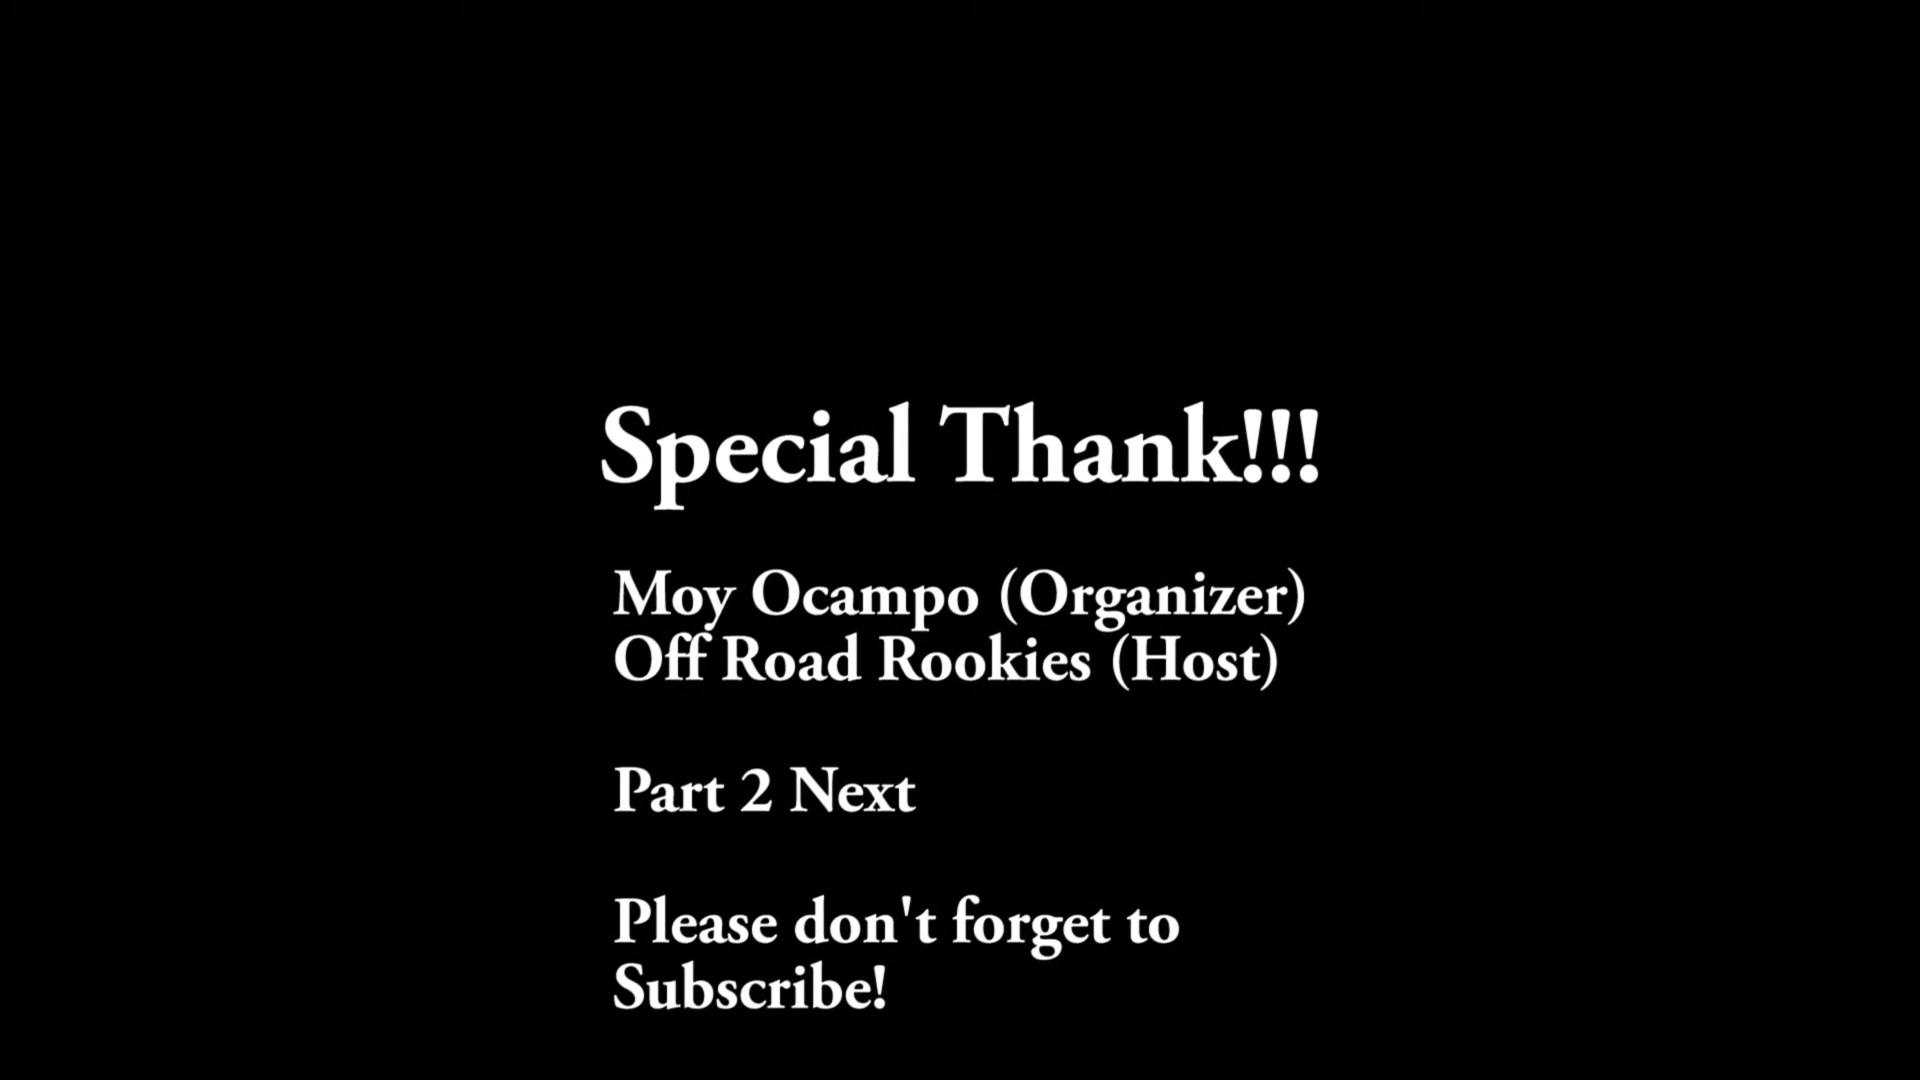 Special Thank!!!
Moy Ocampo (Organizer)
Off Road Rookies (Host)
Part 2 Next
Please don't forget to
Subscribe!